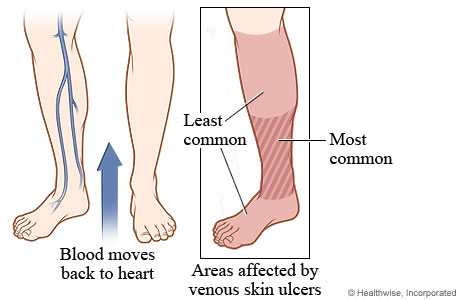 Least
common
Most
common
Blood moves
back to heart
Areas affected by
venous skin ulcers
© Healthwise, Incorporated